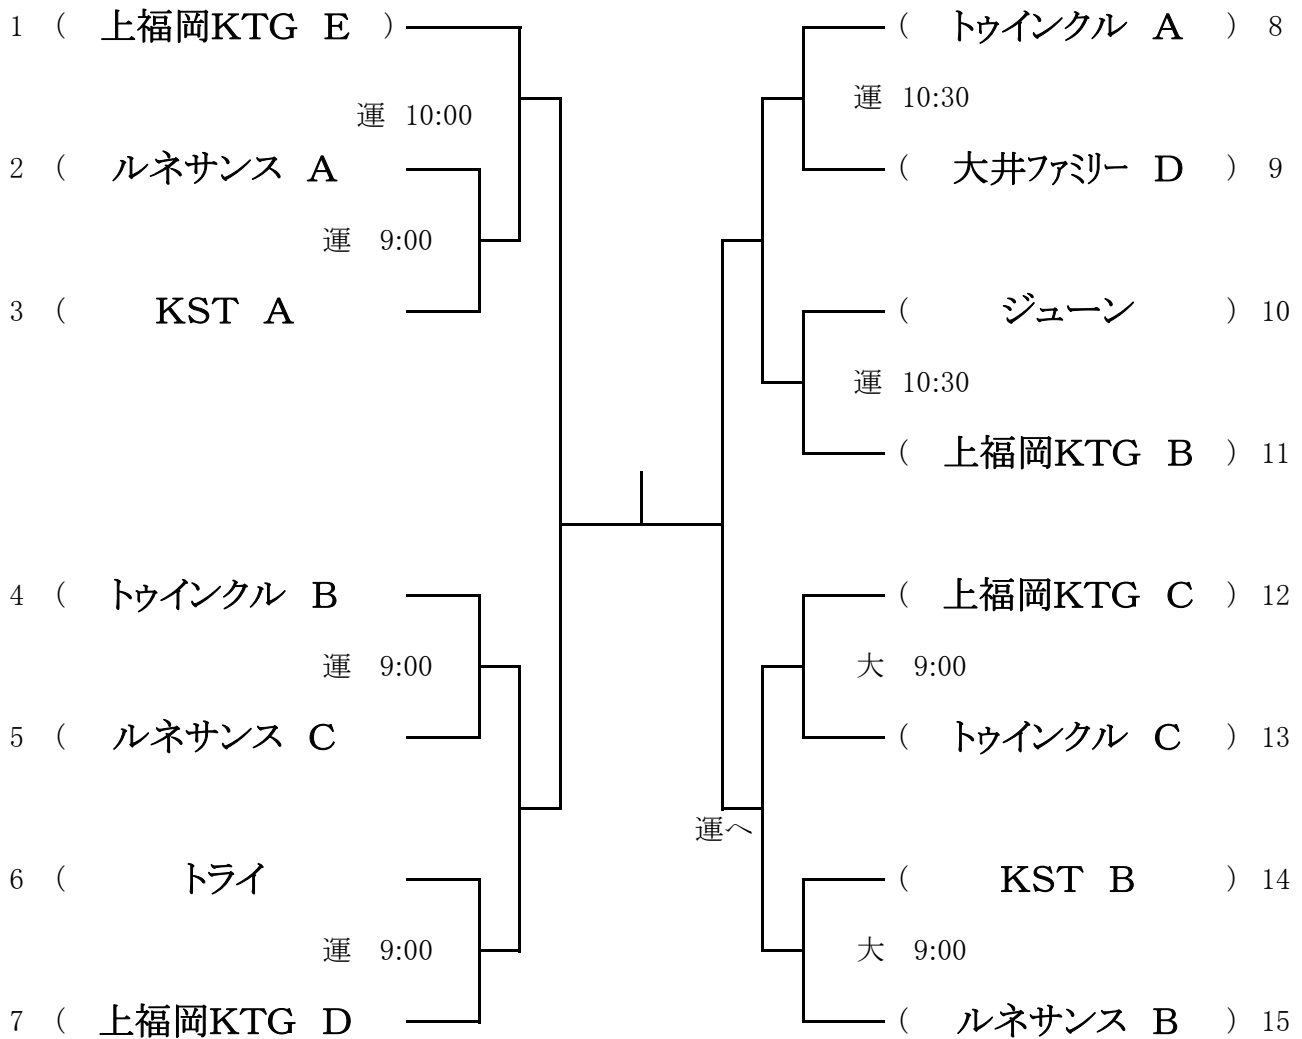 1 ( 上福岡KTG E )
運 10:00
2 ( ルネサンス A
運 9:00
3 ( KST A
4 ( トゥインクル B
運 9:00
5 ( ルネサンス C
6 ( トライ
運 9:00
7 ( 上福岡KTG D
( トゥインクル A ) 8
運 10:30
( 大井ファミリー D ) 9
( ジューン ) 10
運 10:30
( 上福岡KTG B ) 11
( 上福岡KTG C ) 12
大 9:00
( トゥインクル C ) 13
運へ
( KST B ) 14
大 9:00
( ルネサンス B ) 15